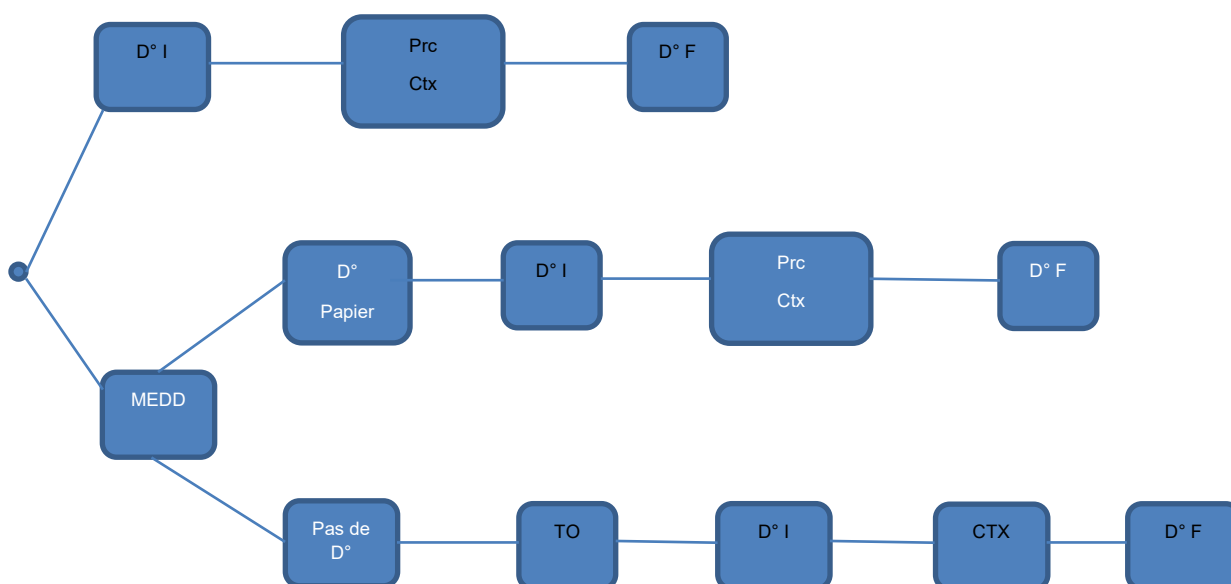 D° I
Prc
Ctx
D° F
D°
Papier
D° I
Prc
Ctx
D° F
MEDD
Pas de
D°
TO
D° I
CTX
D° F